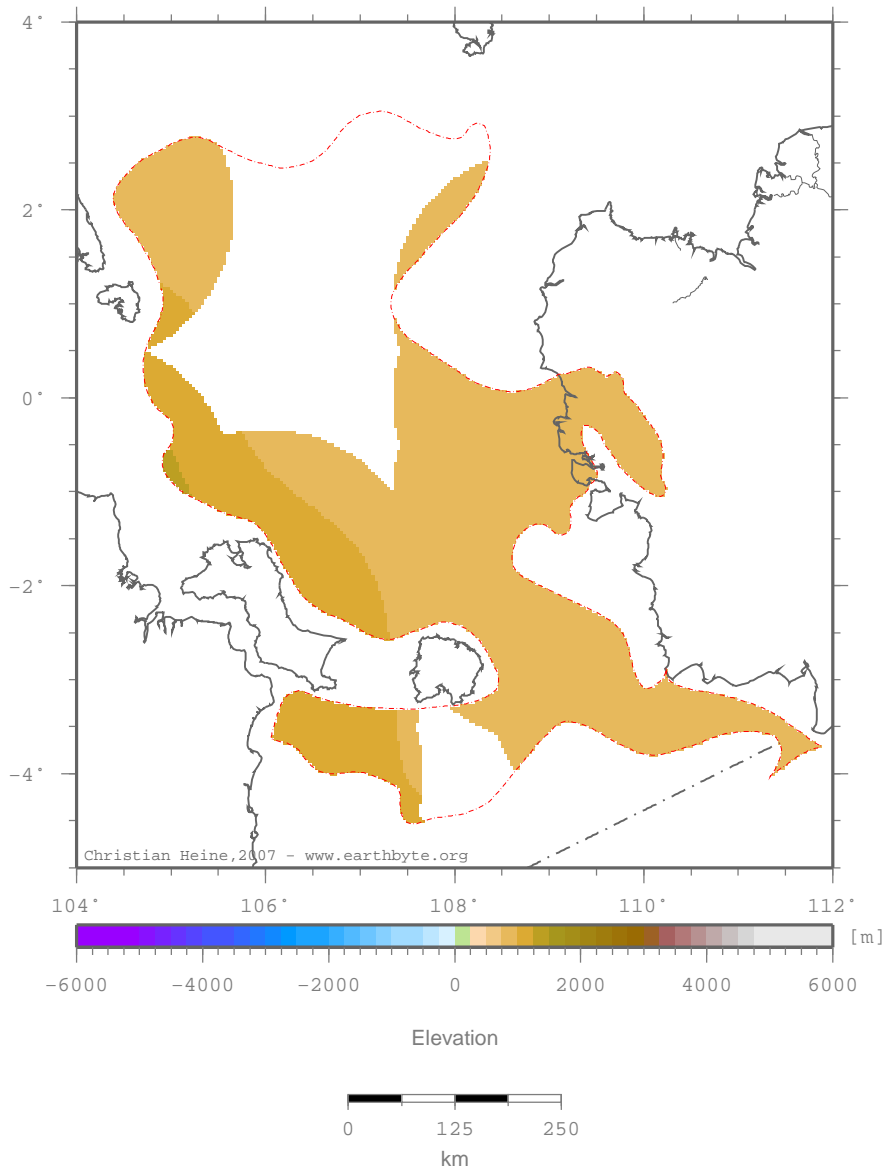 4°
2°
0°
−2°
−4°
Christian Heine,2007 − www.earthbyte.org
104° 106° 108° 110° 112°
[m]
−6000 −4000 −2000 0 2000 4000 6000
Elevation
0 125 250
km